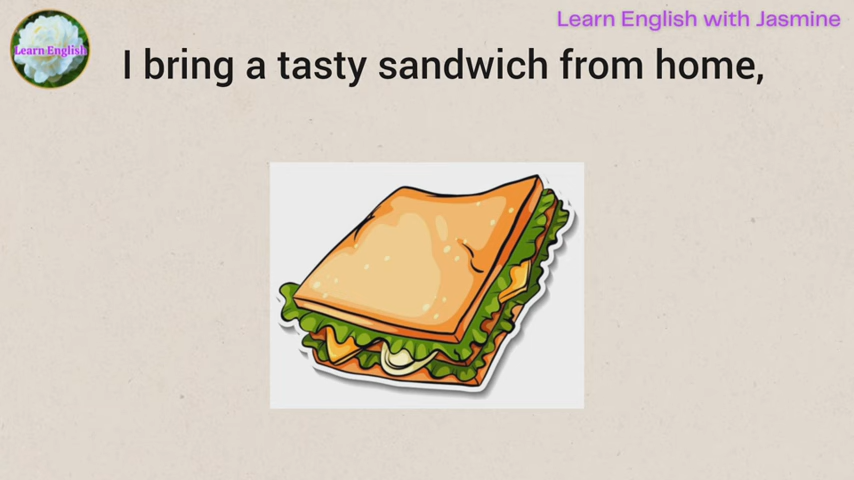 Learn English with Jasmine
Learn English
I bring a tasty sandwich from home,